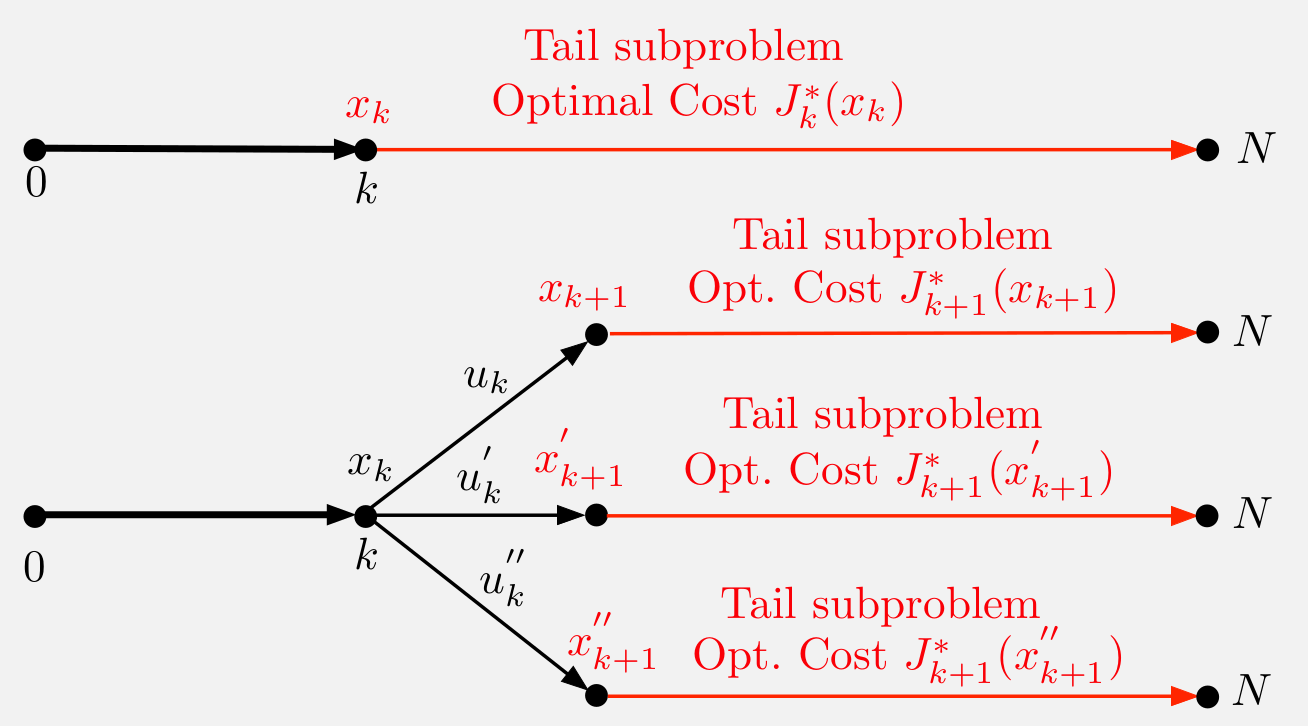 Tail subproblem
Optimal Cost $J_k^*(x_k)$
$x_k$
0
$k$
$N$
Tail subproblem
Opt. Cost $J_{k+1}^*(x_{k+1})$
$x_{k+1}$
$N$
$u_k$
Tail subproblem
Opt. Cost $J_{k+1}^*(x_{k+1}^{'})$
$x_{k+1}^{'}$
$x_k$
$u_k^{'}$
$N$
0
$k$
$u_k^{''}$
Tail subproblem
Opt. Cost $J_{k+1}^*(x_{k+1}^{''})$
$x_{k+1}^{''}$
$N$